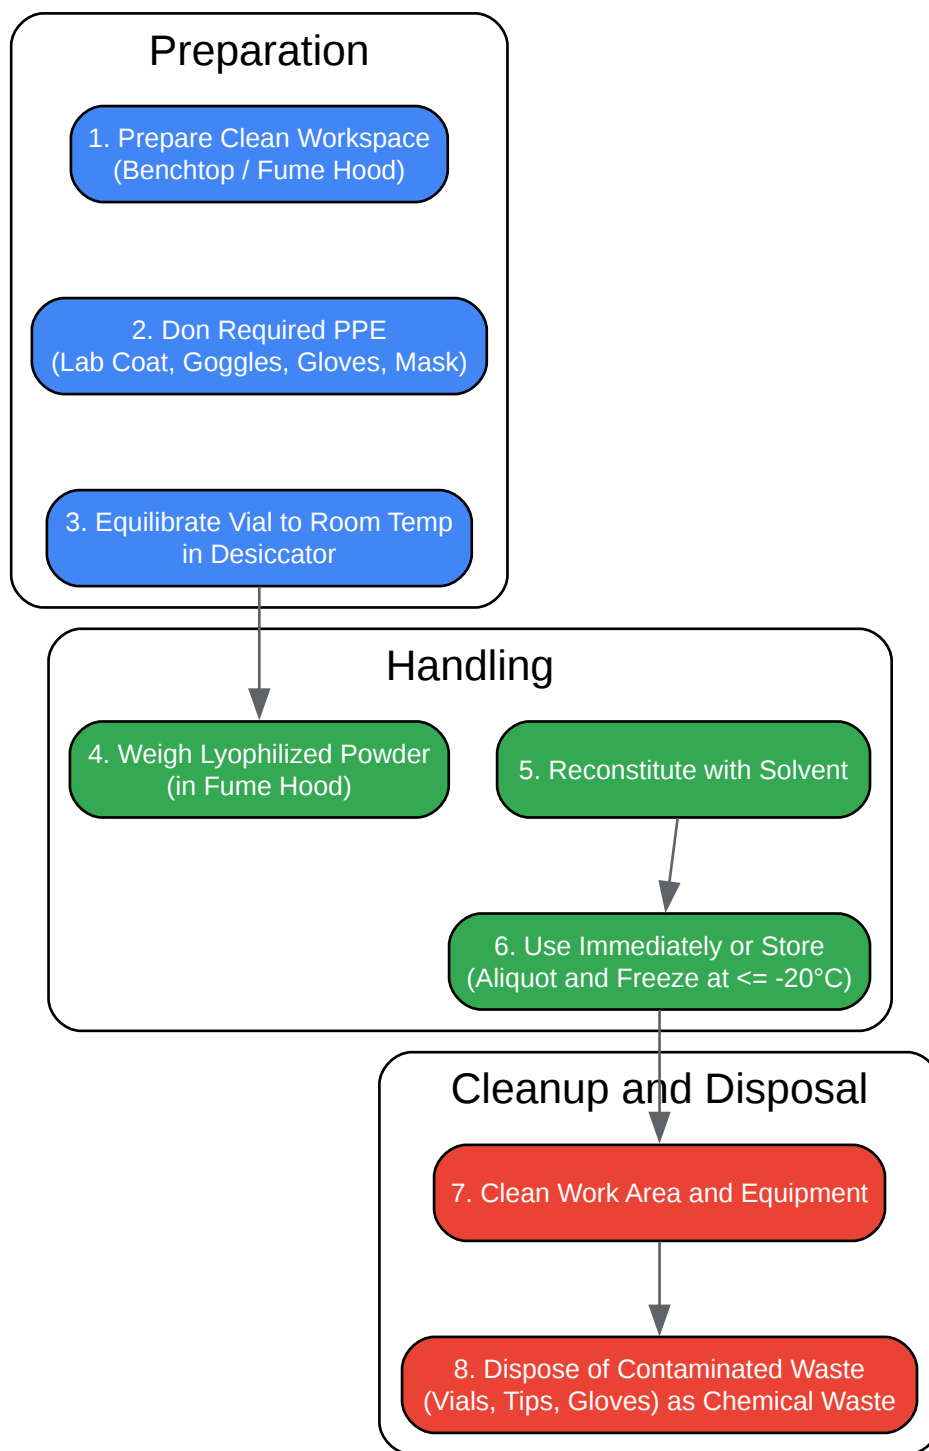 Preparation
1. Prepare Clean Workspace
(Benchtop / Fume Hood)
2. Don Required PPE
(Lab Coat, Goggles, Gloves, Mask)
3. Equilibrate Vial to Room Temp
in Desiccator
Handling
4. Weigh Lyophilized Powder
(in Fume Hood)
5. Reconstitute with Solvent
6. Use Immediately or Store
(Aliquot and Freeze at <= -20°C)
Cleanup and Disposal
7. Clean Work Area and Equipment
8. Dispose of Contaminated Waste
(Vials, Tips, Gloves) as Chemical Waste